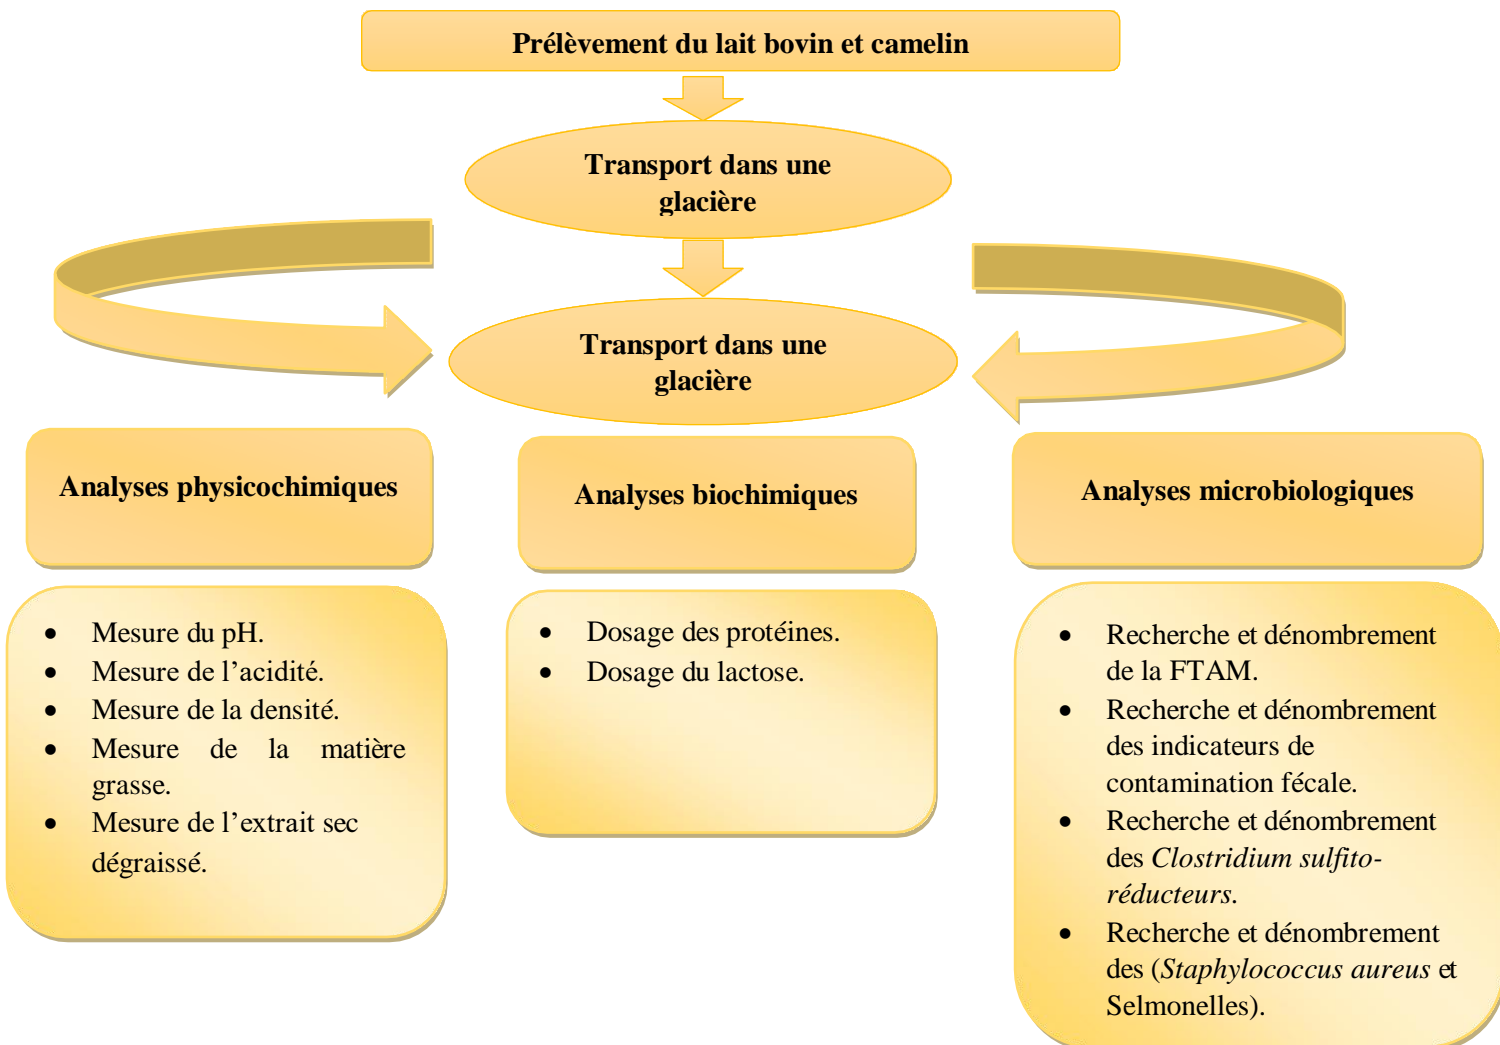 Prélèvement du lait bovin et camelin
Transport dans une
glacière
Transport dans une
glacière
Analyses physicochimiques
Analyses biochimiques
Analyses microbiologiques
• Mesure du pH.
• Mesure de l’acidité.
• Mesure de la densité.
• Mesure de la matière
grasse.
• Mesure de l’extrait sec
dégraissé.
• Dosage des protéines.
• Dosage du lactose.
• Recherche et dénombrement
de la FTAM.
• Recherche et dénombrement
des indicateurs de
contamination fécale.
• Recherche et dénombrement
des Clostridium sulfito-
réducteurs.
• Recherche et dénombrement
des (Staphylococcus aureus et
Selmonelles).